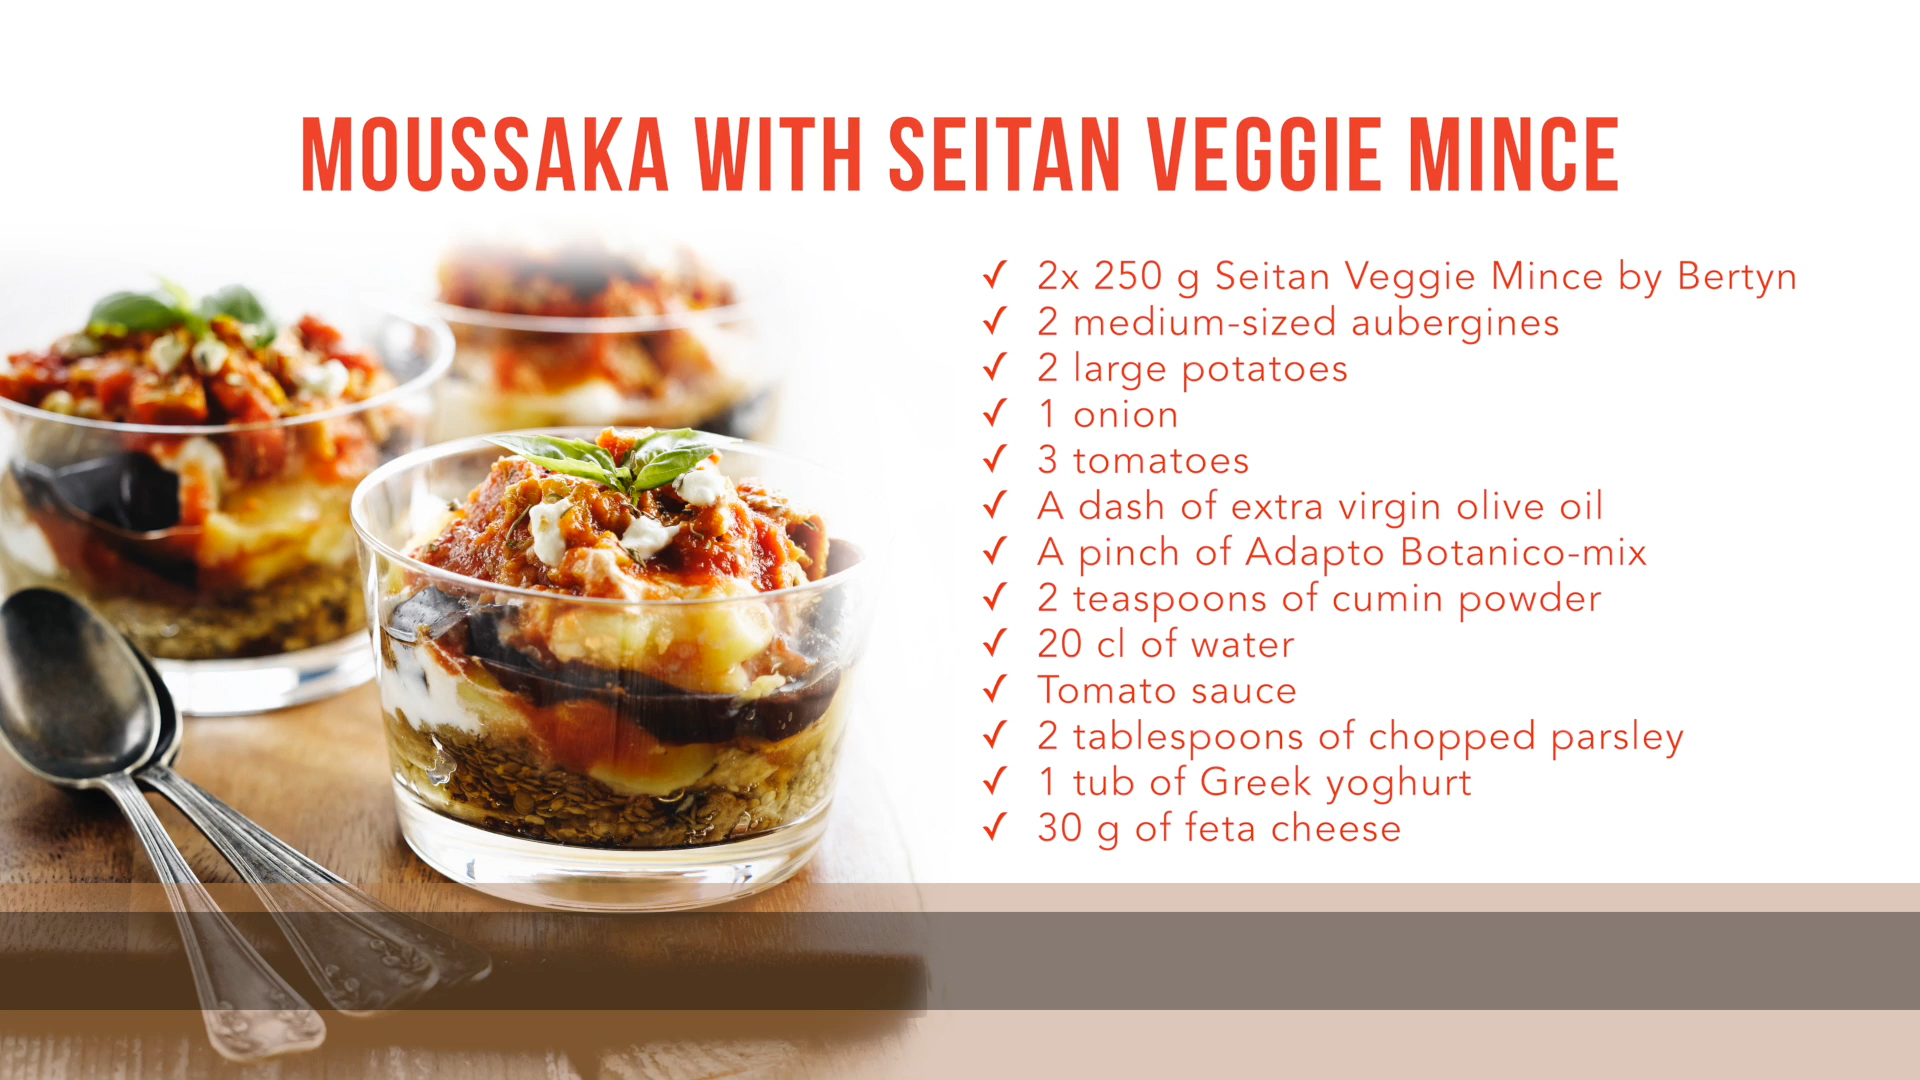 MOUSSAKA WITH SEITAN VEGGIE MINCE
✓ 2x 250 g Seitan Veggie Mince by Bertyn
✓ 2 medium-sized aubergines
✓ 2 large potatoes
✓ 1 onion
✓ 3 tomatoes
✓ A dash of extra virgin olive oil
✓ A pinch of Adapto Botanico-mix
✓ 2 teaspoons of cumin powder
✓ 20 cl of water
✓ Tomato sauce
✓ 2 tablespoons of chopped parsley
✓ 1 tub of Greek yoghurt
✓ 30 g of feta cheese